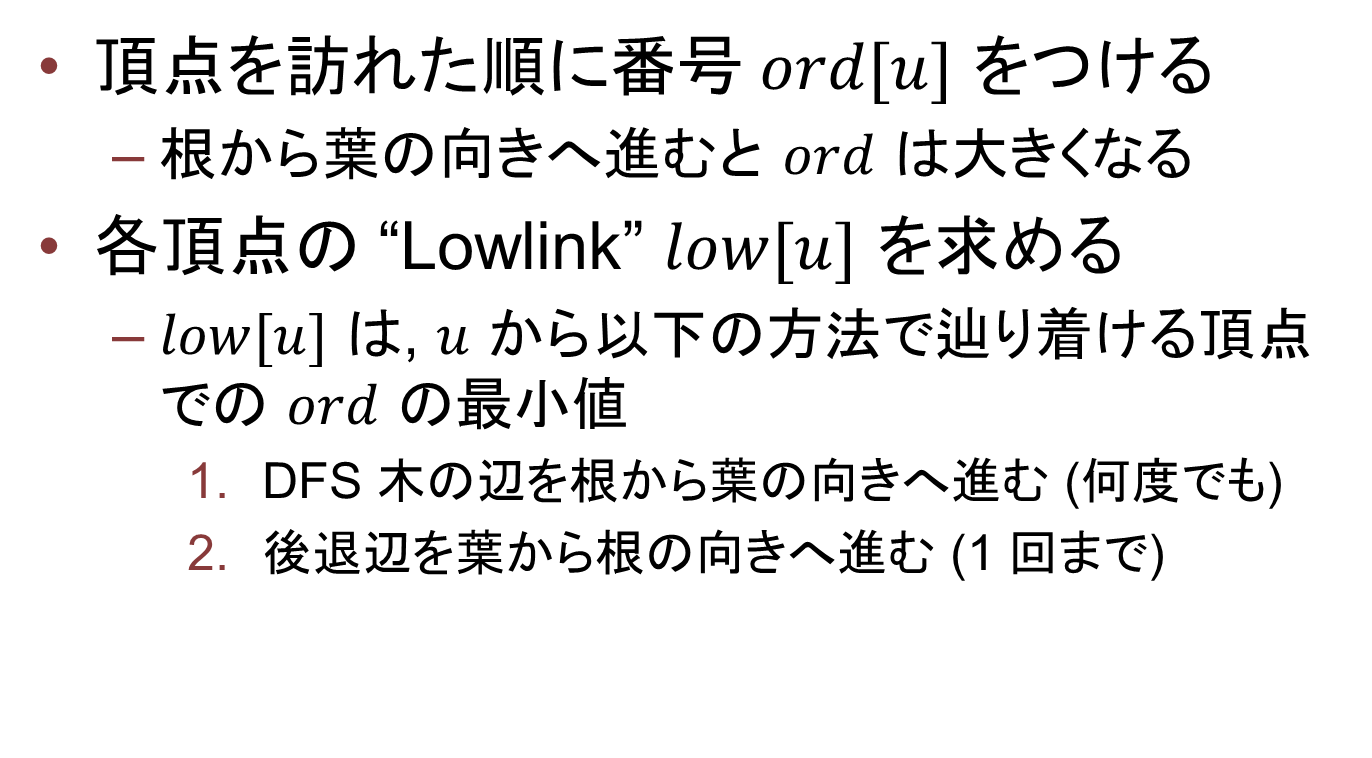 • 頂点を訪れた順に番号 ord[u] をつける
– 根から葉の向きへ進むと ord は大きくなる
• 各頂点の “Lowlink” low[u] を求める
– low[u] は, u から以下の方法で辿り着ける頂点
での ord の最小値
1. DFS 木の辺を根から葉の向きへ進む (何度でも)
2. 後退辺を葉から根の向きへ進む (1 回まで)